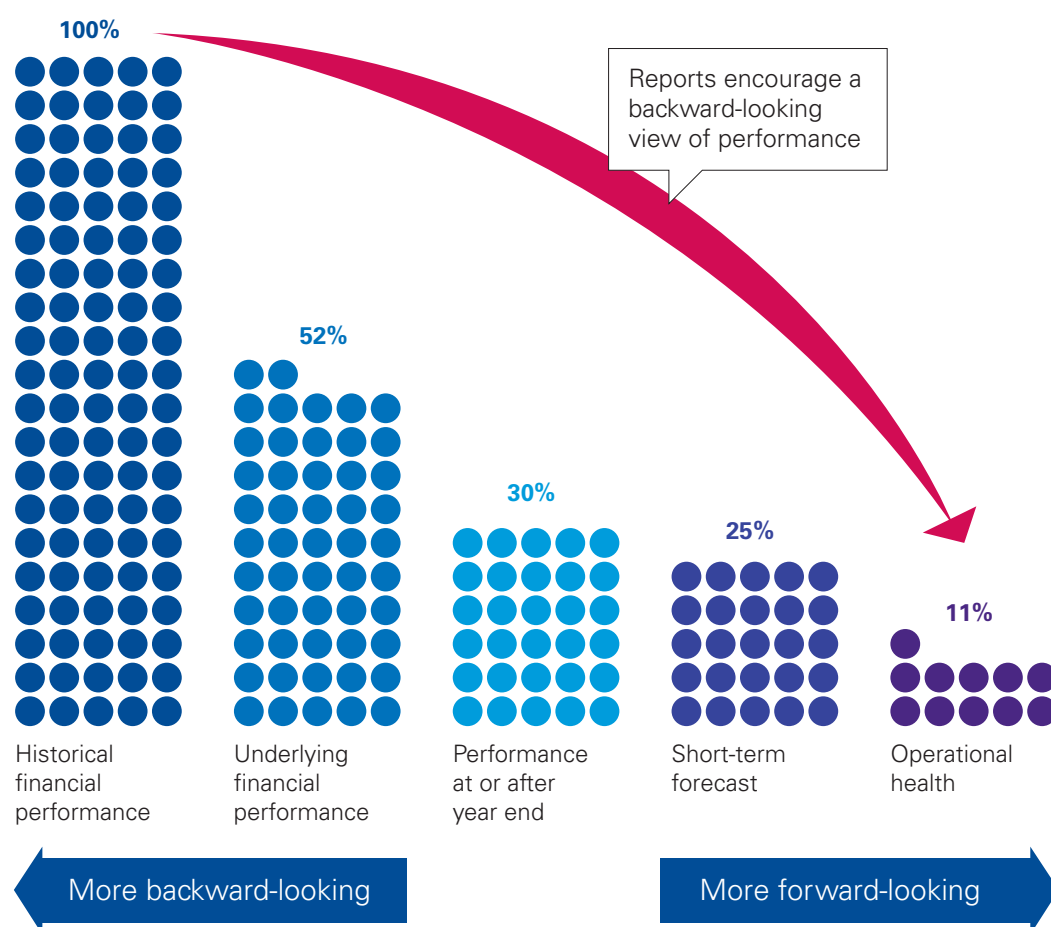 100%
Reports encourage a
backward-looking
view of performance
52%
30%
25%
11%
Historical
financial
performance
Underlying
financial
performance
Performance
at or after
year end
Short-term
forecast
Operational
health
More backward-looking
More forward-looking